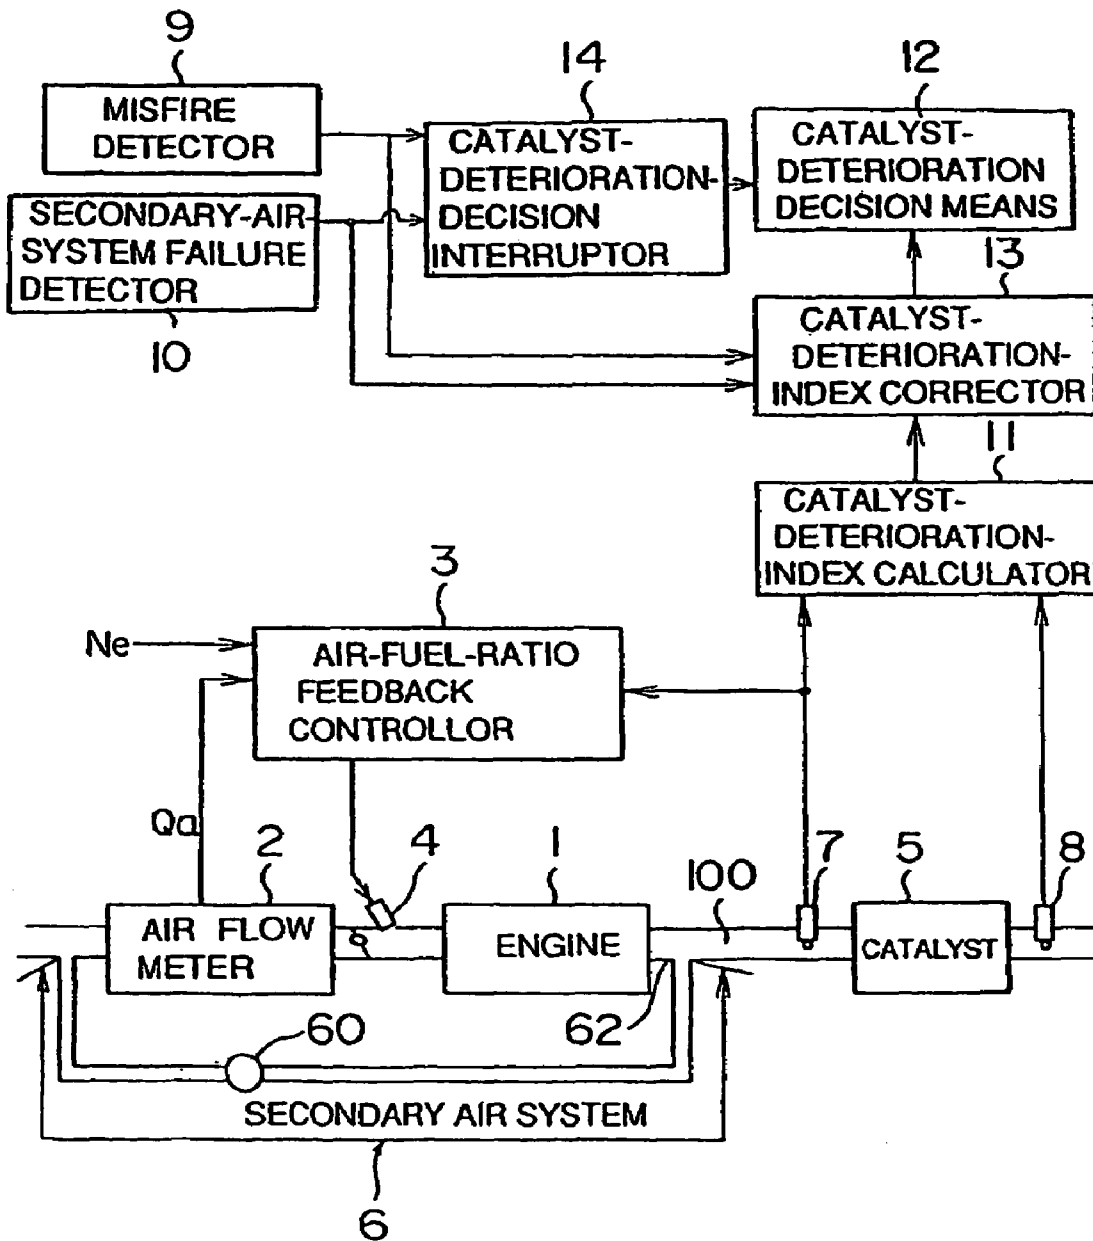 9
MISFIRE
DETECTOR
14
CATALYST-
DETERIORATION-
DECISION
INTERRUPTOR
12
CATALYST-
DETERIORATION
DECISION MEANS
SECONDARY-AIR-
SYSTEM FAILURE
DETECTOR
10
13
CATALYST-
DETERIORATION-
INDEX CORRECTOR
11
CATALYST-
DETERIORATION-
INDEX CALCULATOR
3
Ne
AIR-FUEL-RATIO
FEEDBACK
CONTROLLOR
Qa
2
AIR FLOW
METER
4
1
ENGINE
100
7
5
CATALYST
8
60
62
SECONDARY AIR SYSTEM
6